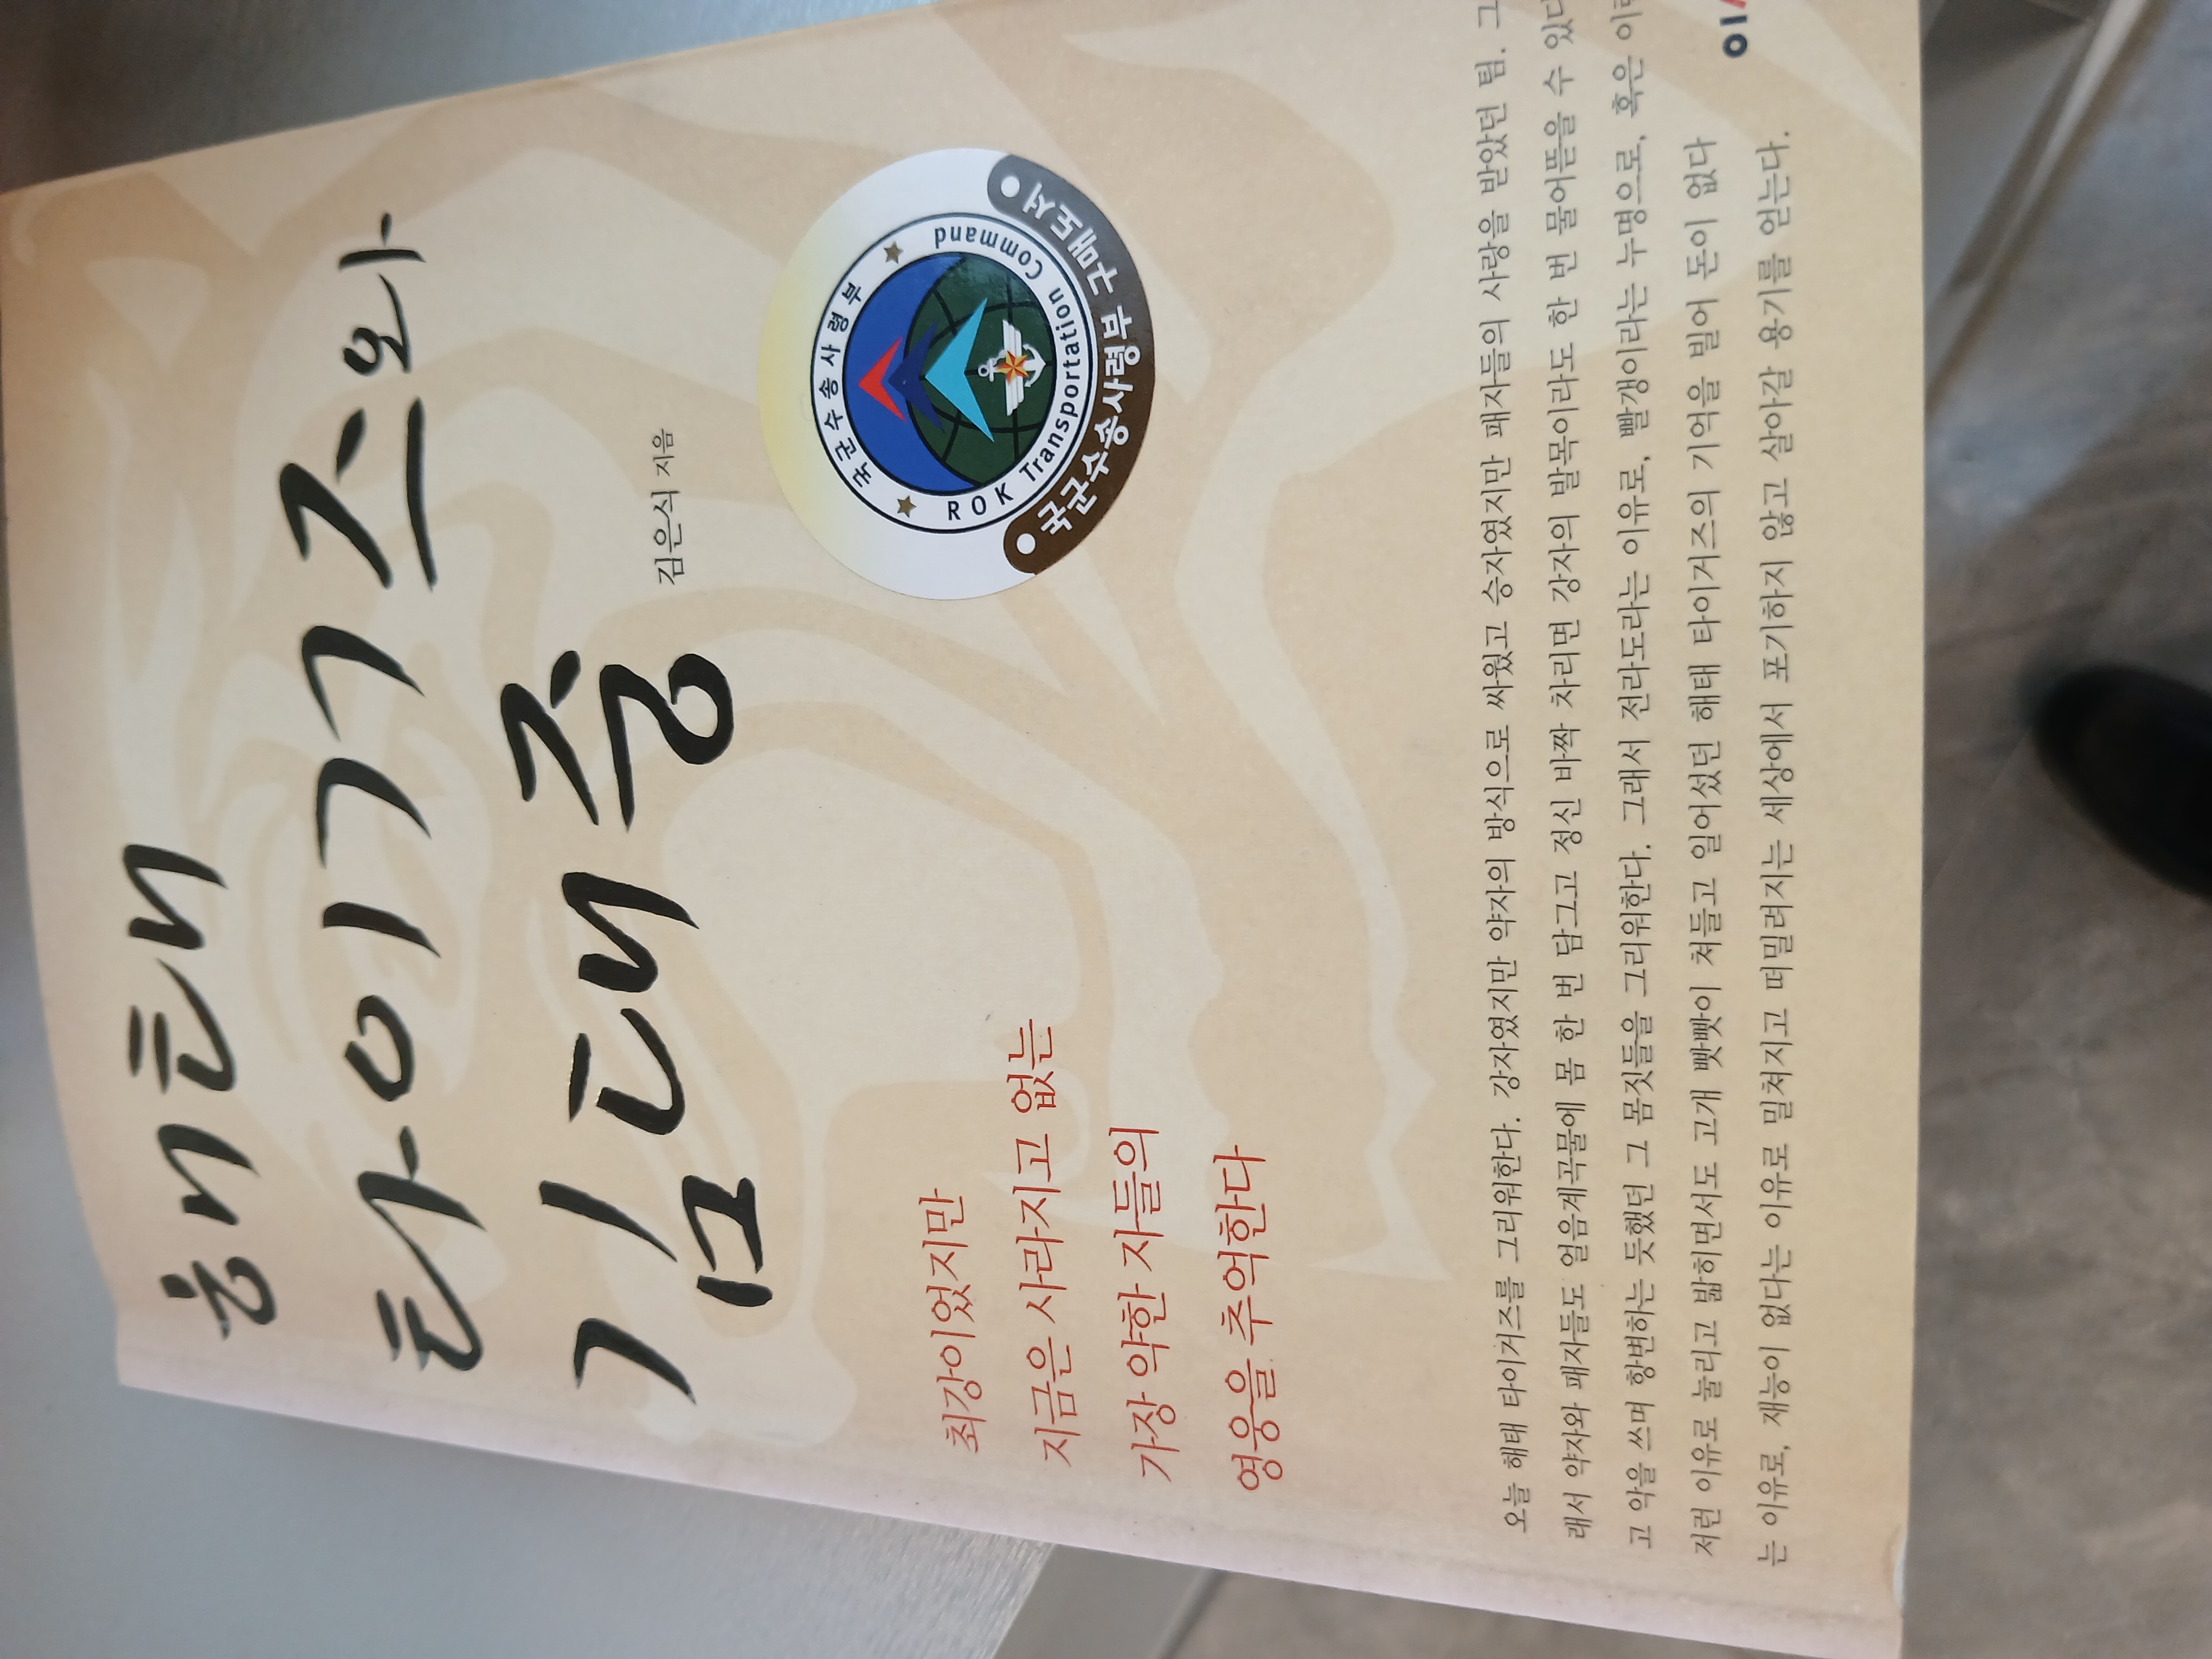 해태
타이거즈와
김대중
김은식 지음
국군수송사령부
ROK Transportation Command
국군수송사령부 구매도서
최강이었지만
지금은 사라지고 없는
가장 약한 자들의
영웅을 추억한다
오늘 해태 타이거즈를 그리워한다. 강자였지만 약자의 방식으로 싸웠고 승자였지만 패자들의 사랑을 받았던 팀. 그
래서 약자와 패자들도 얼음계곡물에 몸 한 번 담그고 정신 바짝 차리면 강자의 발목이라도 한 번 물어뜯을 수 있다
고 악을 쓰며 항변하는 듯했던 그 몸짓들을 그리워한다. 그래서 전라도라는 이유로, 빨갱이라는 누명으로, 혹은
저런 이유로 눌리고 밟히면서도 고개 빳빳이 쳐들고 일어섰던 해태 타이거즈의 기억을 빌어 돈이 없다
는 이유로, 재능이 없다는 이유로 밀쳐지고 떠밀려지는 세상에서 포기하지 않고 살아갈 용기를 얻는다.